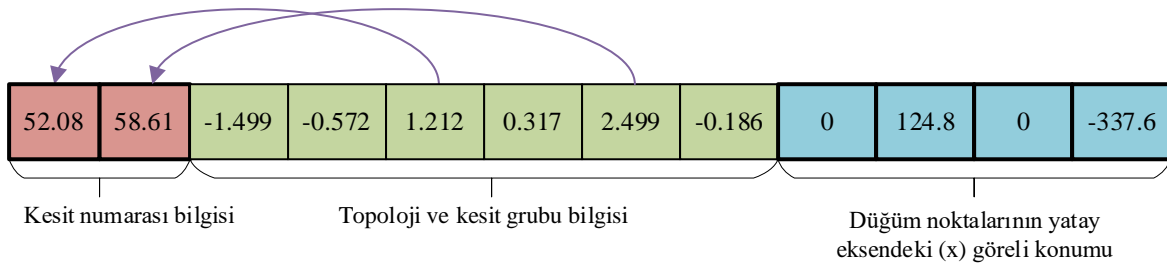 52.08 58.61 -1.499 -0.572 1.212 0.317 2.499 -0.186 0 124.8 0 -337.6
Kesit numarası bilgisi
Topoloji ve kesit grubu bilgisi
Düğüm noktalarının yatay
eksendeki (x) göreli konumu